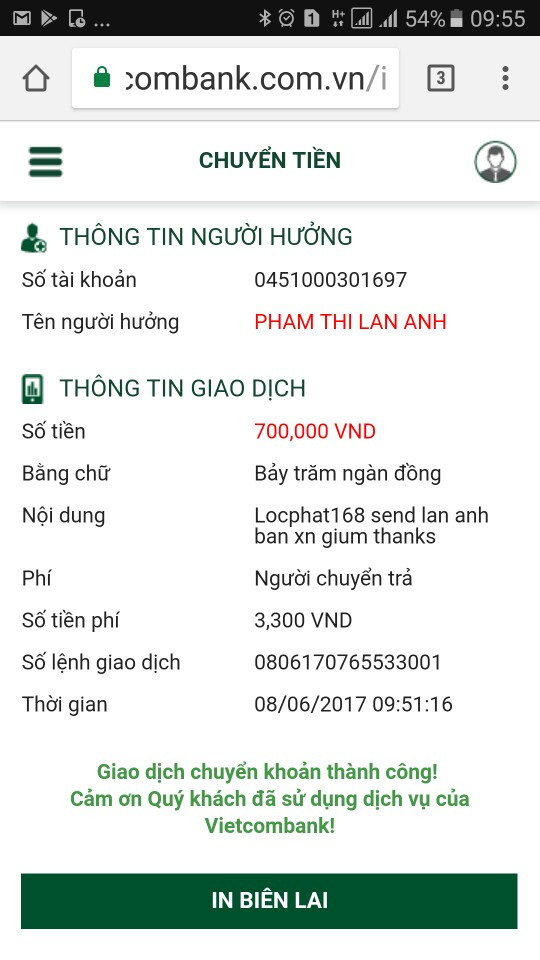 H+ 54% 09:55
combank.com.vn/i 3
CHUYỂN TIỀN
THÔNG TIN NGƯỜI HƯỞNG
Số tài khoản 0451000301697
Tên người hưởng PHAM THI LAN ANH
THÔNG TIN GIAO DỊCH
Số tiền 700,000 VND
Bằng chữ Bảy trăm ngàn đồng
Nội dung Locphat168 send lan anh
ban xn gium thanks
Phí Người chuyển trả
Số tiền phí 3,300 VND
Số lệnh giao dịch 0806170765533001
Thời gian 08/06/2017 09:51:16
Giao dịch chuyển khoản thành công!
Cảm ơn Quý khách đã sử dụng dịch vụ của
Vietcombank!
IN BIÊN LAI